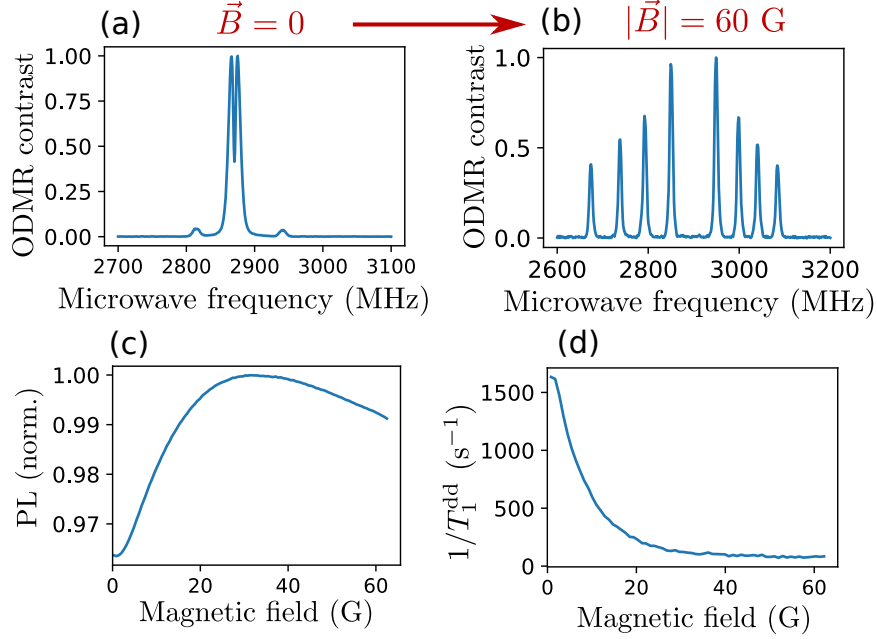 (a) B⃗ = 0 |B⃗| = 60 G (b)
ODMR contrast
1.00
0.75
0.50
0.25
0.00
2700 2800 2900 3000 3100
Microwave frequency (MHz)
ODMR contrast
1.0
0.5
0.0
2600 2800 3000 3200
Microwave frequency (MHz)
(c)
PL (norm.)
1.00
0.99
0.98
0.97
0 20 40 60
Magnetic field (G)
(d)
1/T₁ᵈᵈ (s⁻¹)
1500
1000
500
0
0 20 40 60
Magnetic field (G)